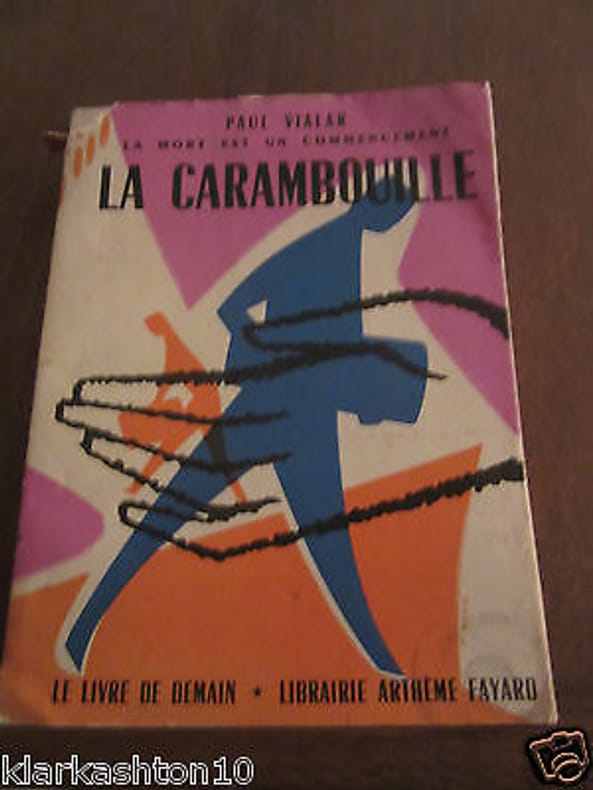 PAUL VIALAR
LA MORT EST UN COMMENCEMENT
LA CARAMBOUILLE
LE LIVRE DE DEMAIN ★ LIBRAIRIE ARTHÈME FAYARD
klarkashton10